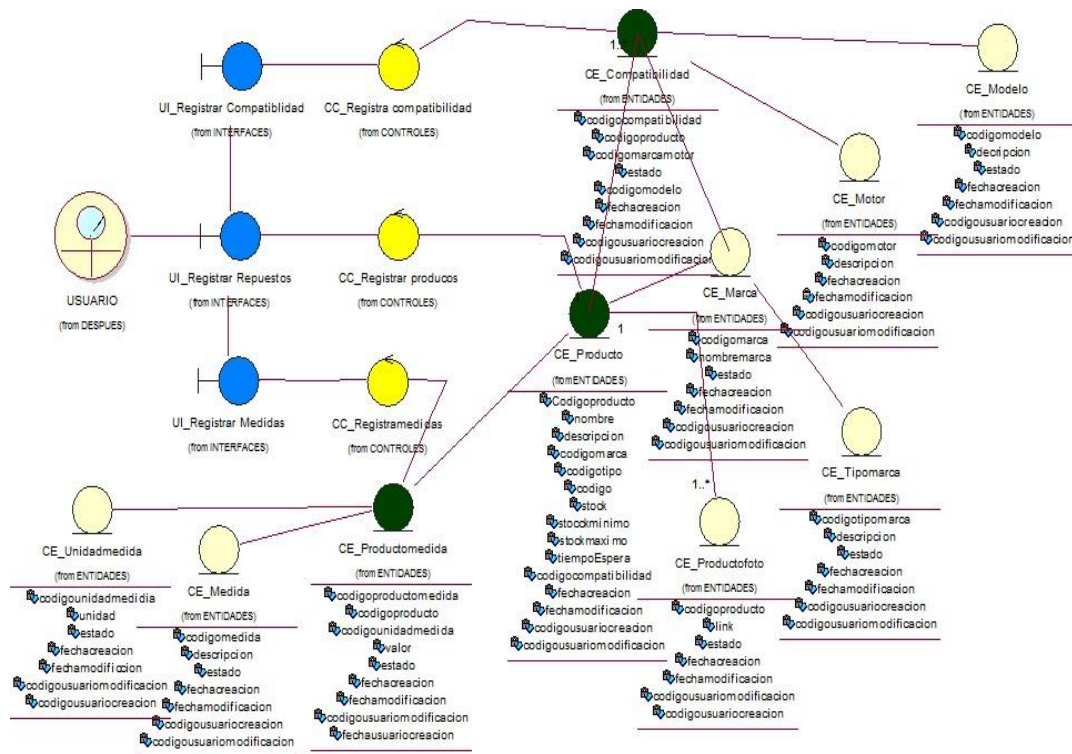 UI_Registrar Compatiblidad
(from INTERFACES)
CC_Registra compatibilidad
(from CONTROLES)
1..*
CE_Compatibilidad
(from ENTIDADES)
codigocompatibilidad
codigoproducto
codigomarcamotor
estado
codigomodelo
fechacreacion
fechamodificacion
codigousuariocreacion
codigousuariomodificacion
CE_Modelo
(from ENTIDADES)
codigomodelo
decripcion
estado
fechacreacion
fechamodificacion
codigousuariocreacion
codigousuariomodificacion
CE_Motor
(from ENTIDADES)
codigomotor
descripcion
fechacreacion
fechamodificacion
codigousuariocreacion
codigousuariomodificacion
USUARIO
(from DESPUES)
UI_Registrar Repuestos
(from INTERFACES)
CC_Registrar producos
(from CONTROLES)
CE_Marca
(from ENTIDADES)
codigomarca
nombremarca
estado
fechacreacion
fechamodificacion
codigousuariocreacion
codigousuariomodificacion
1
CE_Producto
(from ENTIDADES)
Codigoproducto
nombre
descripcion
codigomarca
codigotipo
codigo
stock
stockminimo
stockmaximo
tiempoEspera
codigocompatibilidad
fechacreacion
fechamodificacion
codigousuariocreacion
codigousuariomodificacion
UI_Registrar Medidas
(from INTERFACES)
CC_Registramedidas
(from CONTROLES)
CE_Tipomarca
(from ENTIDADES)
codigotipomarca
descripcion
estado
fechacreacion
fechamodificacion
codigousuariocreacion
codigousuariomodificacion
1..*
CE_Productofoto
(from ENTIDADES)
codigoproducto
link
estado
fechacreacion
fechamodificacion
codigousuariomodificacion
codigousuariocreacion
CE_Unidadmedida
(from ENTIDADES)
codigounidadmedidia
unidad
estado
fechacreacion
fechamodificcion
codigousuariomodificacion
codigousuariocreacion
CE_Medida
(from ENTIDADES)
codigomedida
descripcion
estado
fechacreacion
fechamodificacion
codigousuariocreacion
codigousuariomodificacion
CE_Productomedida
(from ENTIDADES)
codigoproductomedida
codigoproducto
codigounidadmedida
valor
estado
fechacreacion
fechamodificacion
codigousuariomodificacion
fechausuariocreacion